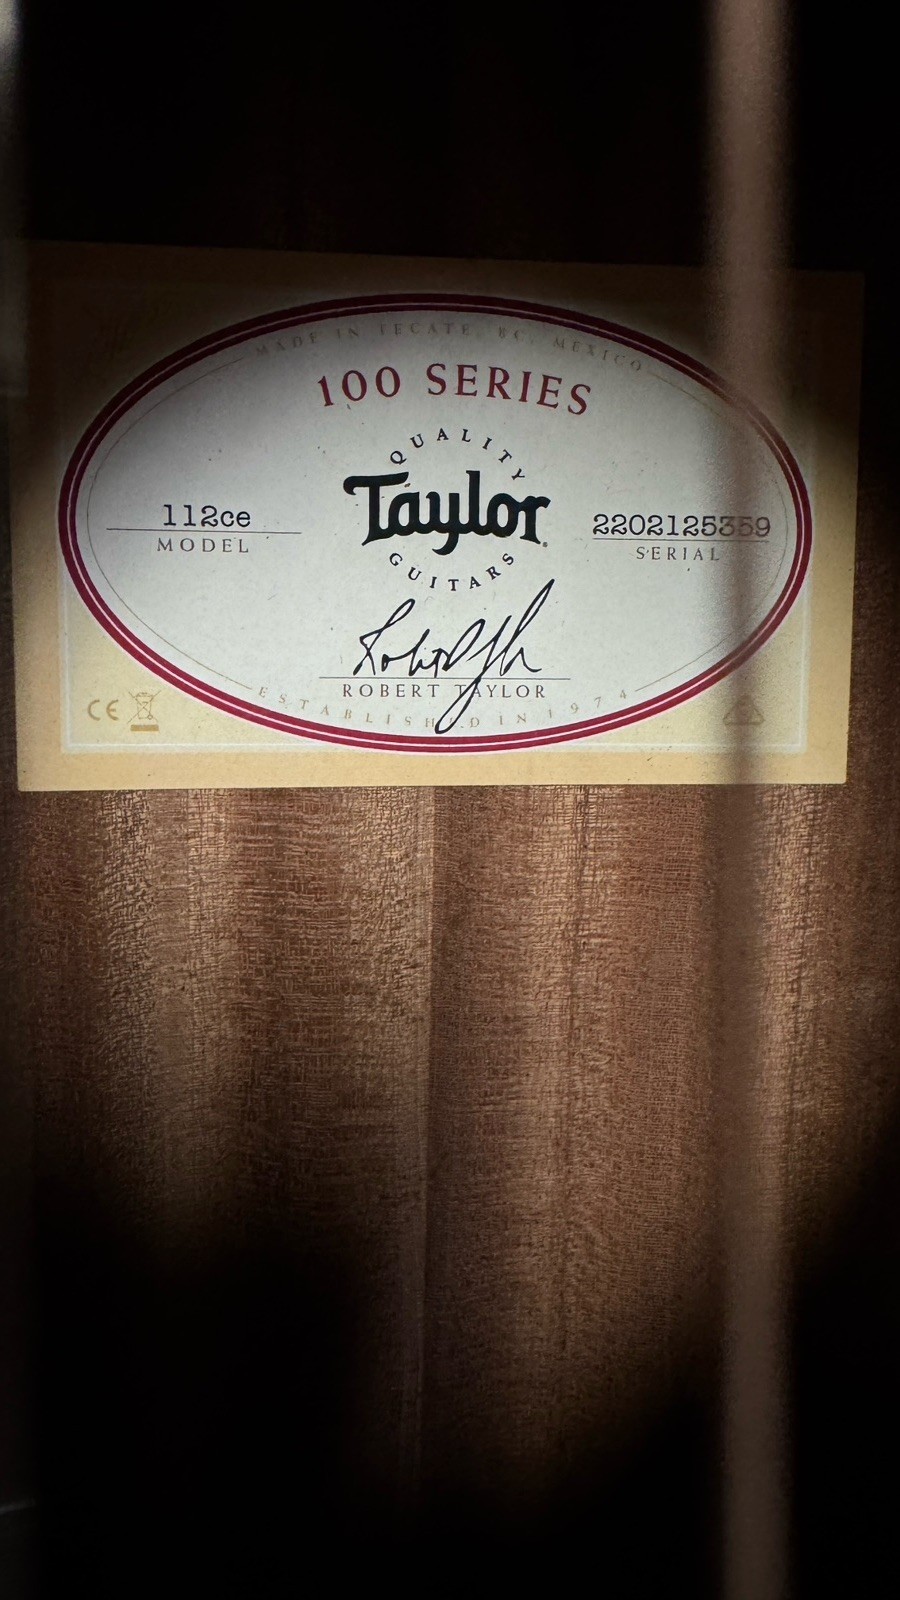 MADE IN TECATE, BC, MEXICO
100 SERIES
QUALITY
Taylor
GUITARS
112ce
MODEL
2202125359
SERIAL
ROBERT TAYLOR
ESTABLISHED IN 1974
CE